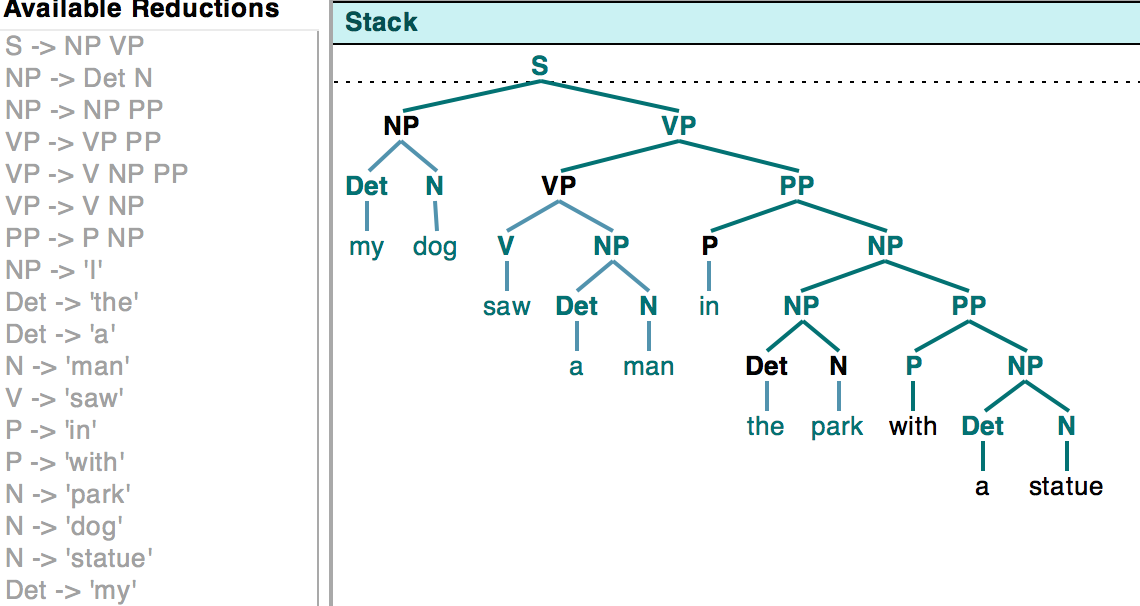 Available Reductions
S -> NP VP
NP -> Det N
NP -> NP PP
VP -> VP PP
VP -> V NP PP
VP -> V NP
PP -> P NP
NP -> 'I'
Det -> 'the'
Det -> 'a'
N -> 'man'
V -> 'saw'
P -> 'in'
P -> 'with'
N -> 'park'
N -> 'dog'
N -> 'statue'
Det -> 'my'
Stack
S
NP VP
Det N VP PP
my dog V NP P NP
saw Det N in NP PP
a man Det N P NP
the park with Det N
a statue